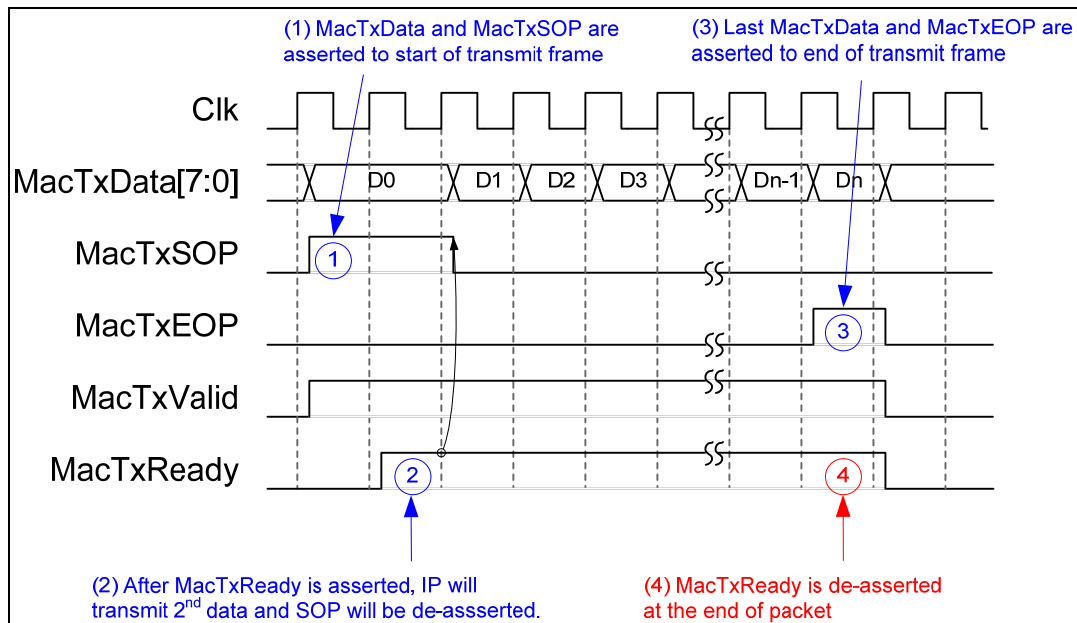 (1) MacTxData and MacTxSOP are
asserted to start of transmit frame
(3) Last MacTxData and MacTxEOP are
asserted to end of transmit frame
Clk
MacTxData[7:0]
D0
D1
D2
D3
Dn-1
Dn
MacTxSOP
1
MacTxEOP
3
MacTxValid
MacTxReady
2
4
(2) After MacTxReady is asserted, IP will
transmit 2nd data and SOP will be de-assserted.
(4) MacTxReady is de-asserted
at the end of packet